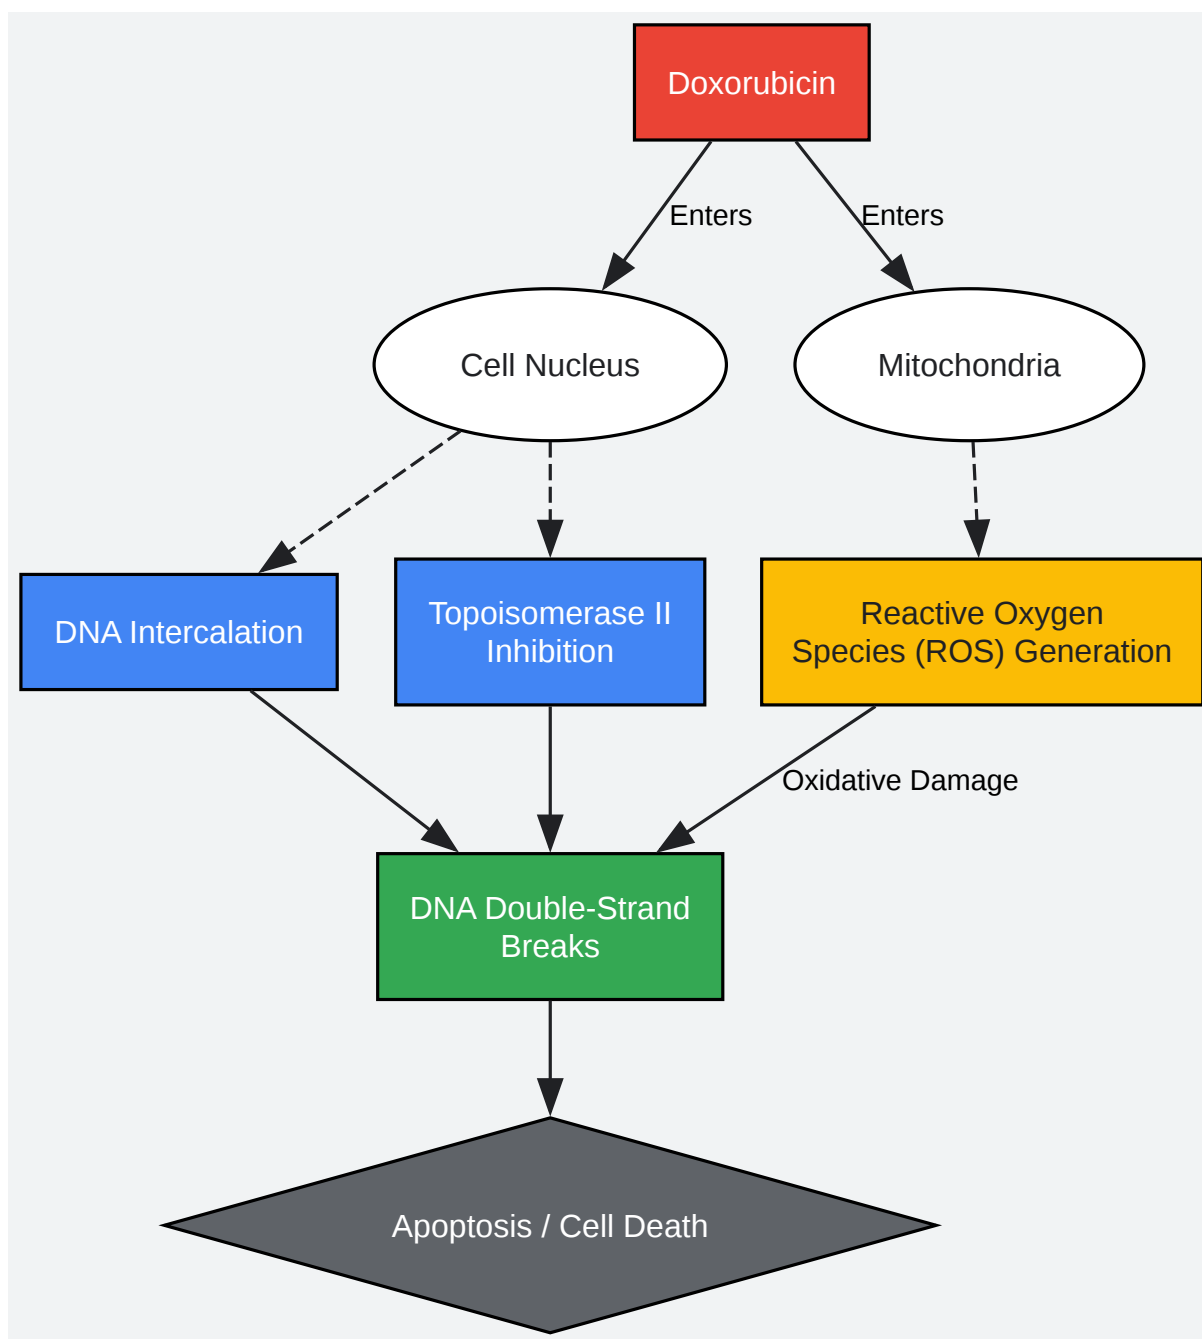 Doxorubicin
Enters
Enters
Cell Nucleus
Mitochondria
DNA Intercalation
Topoisomerase II
Inhibition
Reactive Oxygen
Species (ROS) Generation
Oxidative Damage
DNA Double-Strand
Breaks
Apoptosis / Cell Death